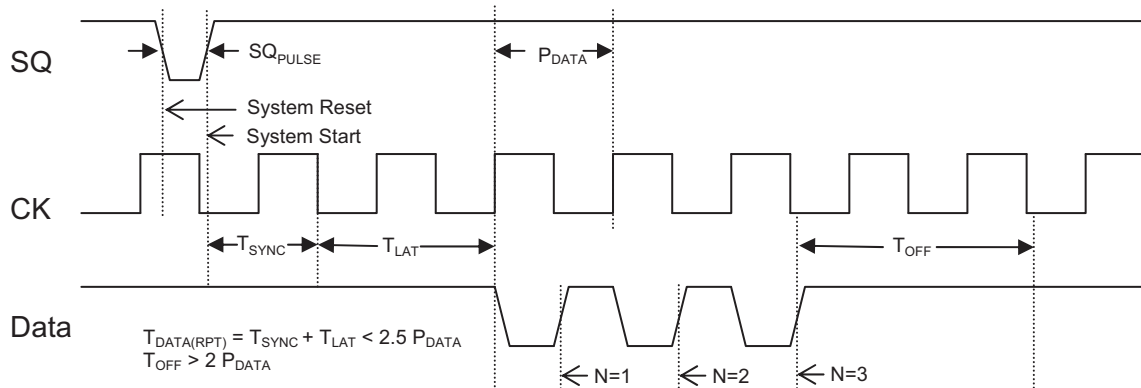 SQ
SQPULSE
PDATA
System Reset
System Start
CK
TSYNC
TLAT
TOFF
Data
TDATA(RPT) = TSYNC + TLAT < 2.5 PDATA
TOFF > 2 PDATA
N=1
N=2
N=3